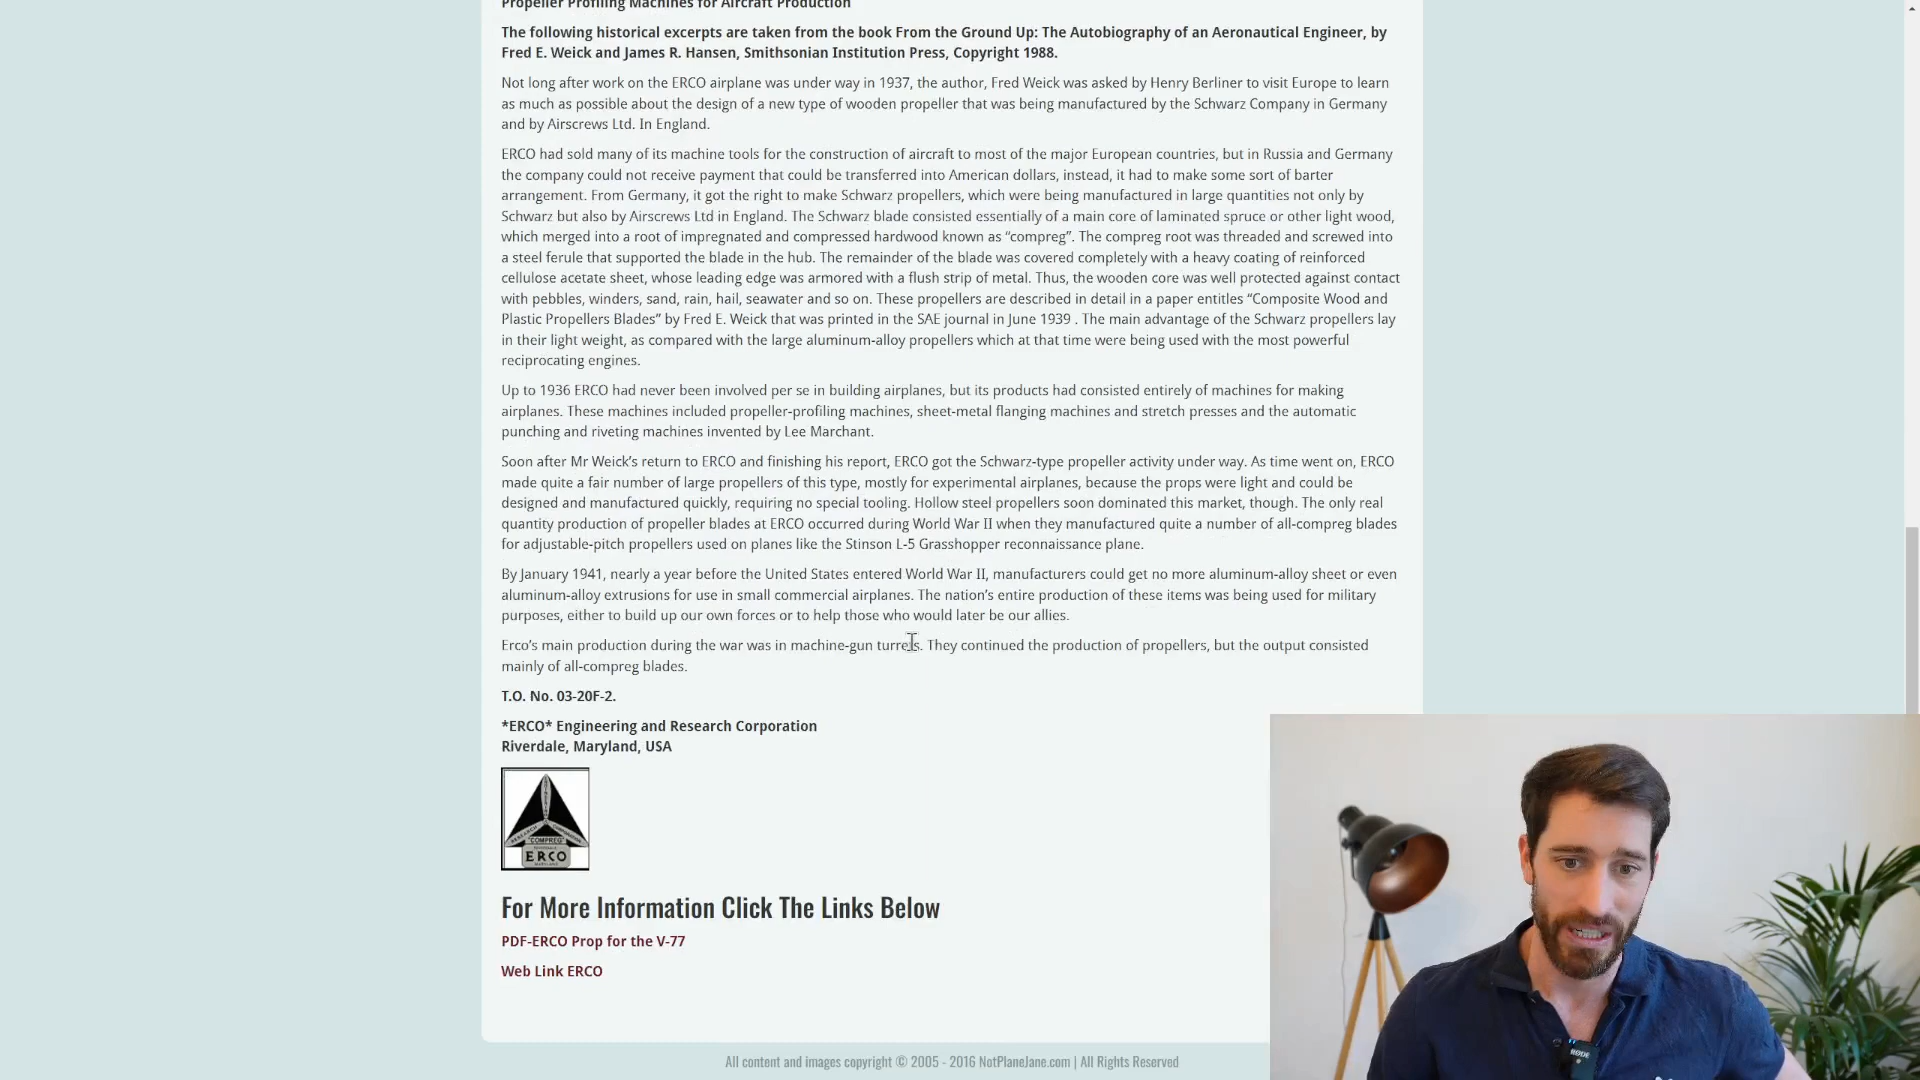 Propeller Profiling Machines for Aircraft Production
The following historical excerpts are taken from the book From the Ground Up: The Autobiography of an Aeronautical Engineer, by
Fred E. Weick and James R. Hansen, Smithsonian Institution Press, Copyright 1988.
Not long after work on the ERCO airplane was under way in 1937, the author, Fred Weick was asked by Henry Berliner to visit Europe to learn
as much as possible about the design of a new type of wooden propeller that was being manufactured by the Schwarz Company in Germany
and by Airscrews Ltd. In England.
ERCO had sold many of its machine tools for the construction of aircraft to most of the major European countries, but in Russia and Germany
the company could not receive payment that could be transferred into American dollars, instead, it had to make some sort of barter
arrangement. From Germany, it got the right to make Schwarz propellers, which were being manufactured in large quantities not only by
Schwarz but also by Airscrews Ltd in England. The Schwarz blade consisted essentially of a main core of laminated spruce or other light wood,
which merged into a root of impregnated and compressed hardwood known as “compreg”. The compreg root was threaded and screwed into
a steel ferule that supported the blade in the hub. The remainder of the blade was covered completely with a heavy coating of reinforced
cellulose acetate sheet, whose leading edge was armored with a flush strip of metal. Thus, the wooden core was well protected against contact
with pebbles, winders, sand, rain, hail, seawater and so on. These propellers are described in detail in a paper entitles “Composite Wood and
Plastic Propellers Blades” by Fred E. Weick that was printed in the SAE journal in June 1939 . The main advantage of the Schwarz propellers lay
in their light weight, as compared with the large aluminum-alloy propellers which at that time were being used with the most powerful
reciprocating engines.
Up to 1936 ERCO had never been involved per se in building airplanes, but its products had consisted entirely of machines for making
airplanes. These machines included propeller-profiling machines, sheet-metal flanging machines and stretch presses and the automatic
punching and riveting machines invented by Lee Marchant.
Soon after Mr Weick’s return to ERCO and finishing his report, ERCO got the Schwarz-type propeller activity under way. As time went on, ERCO
made quite a fair number of large propellers of this type, mostly for experimental airplanes, because the props were light and could be
designed and manufactured quickly, requiring no special tooling. Hollow steel propellers soon dominated this market, though. The only real
quantity production of propeller blades at ERCO occurred during World War II when they manufactured quite a number of all-compreg blades
for adjustable-pitch propellers used on planes like the Stinson L-5 Grasshopper reconnaissance plane.
By January 1941, nearly a year before the United States entered World War II, manufacturers could get no more aluminum-alloy sheet or even
aluminum-alloy extrusions for use in small commercial airplanes. The nation’s entire production of these items was being used for military
purposes, either to build up our own forces or to help those who would later be our allies.
Erco’s main production during the war was in machine-gun turrets. They continued the production of propellers, but the output consisted
mainly of all-compreg blades.
T.O. No. 03-20F-2.
*ERCO* Engineering and Research Corporation
Riverdale, Maryland, USA
RESEARCH
"COMPREG"
ERCO
For More Information Click The Links Below
PDF-ERCO Prop for the V-77
Web Link ERCO
All content and images copyright © 2005 - 2016 NotPlaneJane.com | All Rights Reserved
RODE